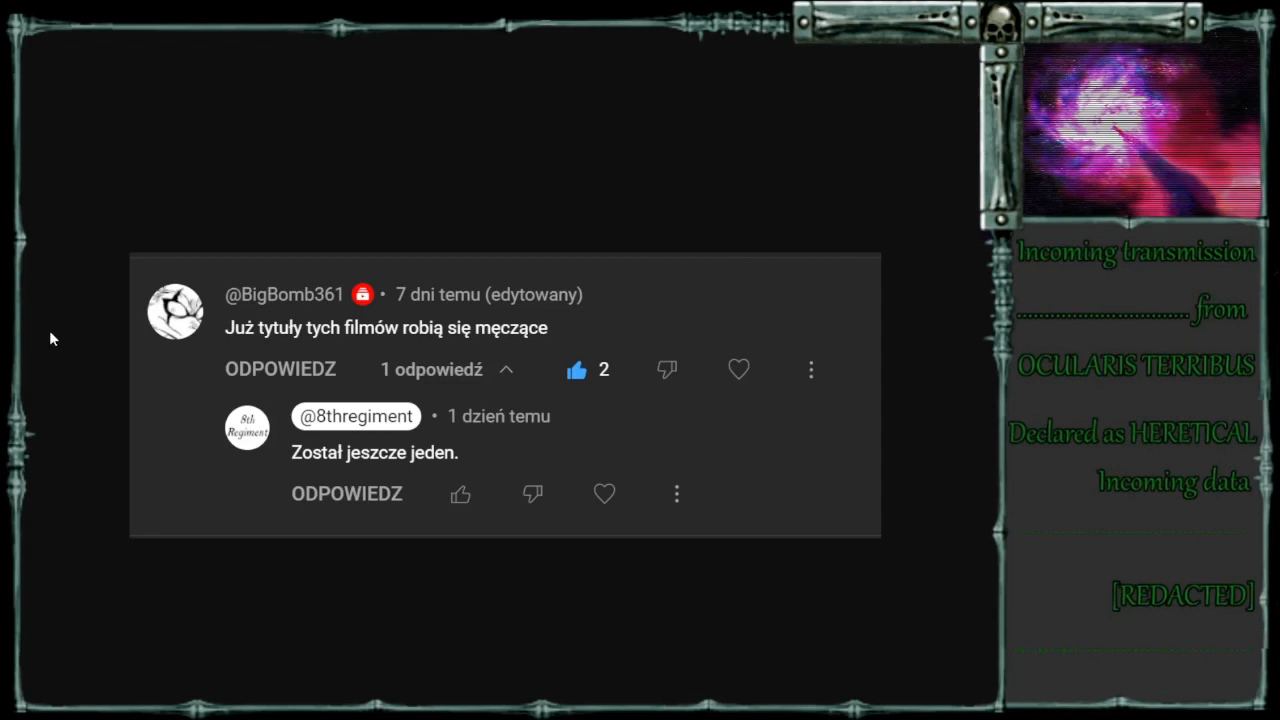 @BigBomb361 • 7 dni temu (edytowany)
Już tytuły tych filmów robią się męczące
ODPOWIEDZ 1 odpowiedź 2
8th
Regiment
@8thregiment • 1 dzień temu
Został jeszcze jeden.
ODPOWIEDZ
Incoming transmission
.............................. from
OCULARIS TERRIBUS
Declared as HERETICAL
Incoming data
[REDACTED]